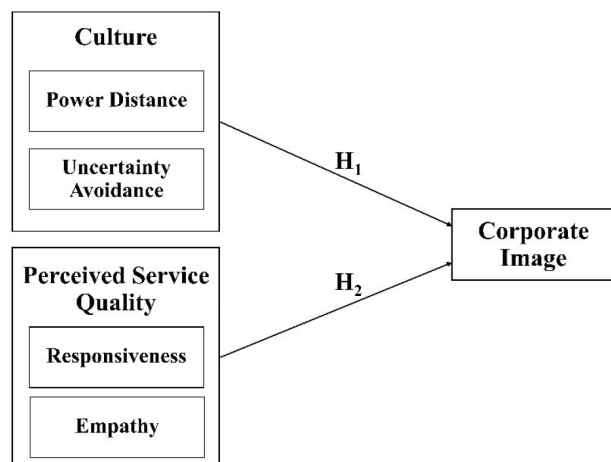 Culture
Power Distance
Uncertainty
Avoidance
H1
Corporate
Image
Perceived Service
Quality
H2
Responsiveness
Empathy